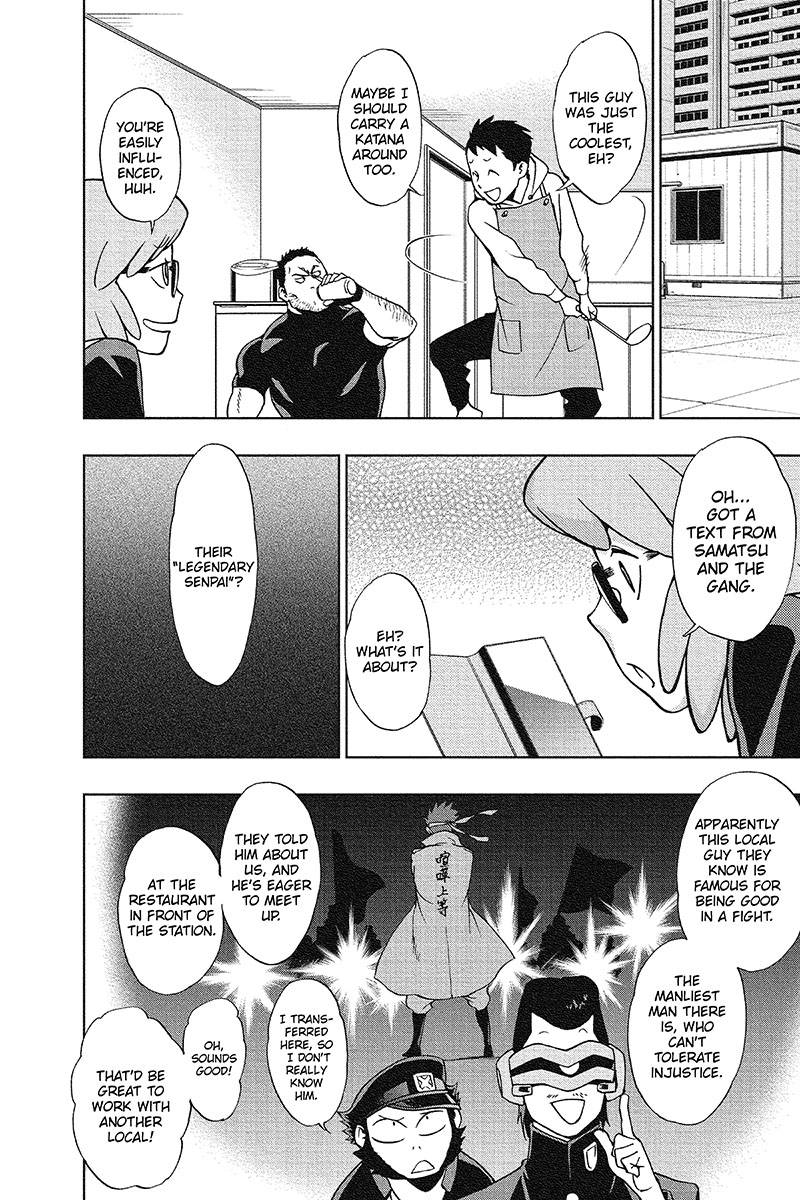 THIS GUY
WAS JUST
THE
COOLEST,
EH?
MAYBE I
SHOULD
CARRY A
KATANA
AROUND
TOO.
YOU'RE
EASILY
INFLU-
ENCED,
HUH.
OH...
GOT A
TEXT FROM
SAMATSU
AND THE
GANG.
EH?
WHAT'S IT
ABOUT?
THEIR
"LEGENDARY
SENPAI"?
APPARENTLY
THIS LOCAL
GUY THEY
KNOW IS
FAMOUS FOR
BEING GOOD
IN A FIGHT.
THE
MANLIEST
MAN THERE
IS, WHO
CAN'T
TOLERATE
INJUSTICE.
喧嘩上等
THEY TOLD
HIM ABOUT
US, AND
HE'S EAGER
TO MEET
UP.
AT THE
RESTAURANT
IN FRONT OF
THE STATION.
I TRANS-
FERRED
HERE, SO
I DON'T
REALLY
KNOW
HIM.
OH,
SOUNDS
GOOD!
THAT'D BE
GREAT TO
WORK WITH
ANOTHER
LOCAL!